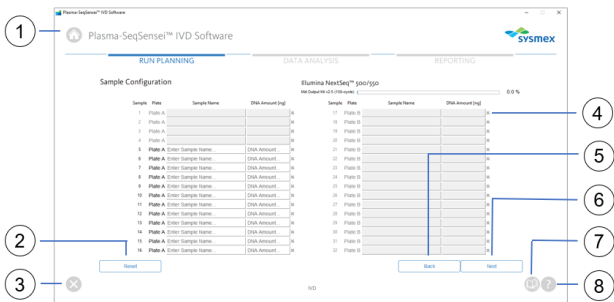 Plasma-SeqSensei™ IVD Software
1
Plasma-SeqSensei™ IVD Software
sysmex
RUN PLANNING
DATA ANALYSIS
REPORTING
Sample Configuration
Illumina NextSeq™ 500/550
Mid Output Kit v2.5 (150-cycle)
0.0 %
Sample Plate Sample Name DNA Amount [ng]
Sample Plate Sample Name DNA Amount [ng]
1 Plate A
17 Plate B
4
2 Plate A
18 Plate B
3 Plate A
19 Plate B
4 Plate A
20 Plate B
5 Plate A Enter Sample Name... DNA Amount...
21 Plate B
5
6 Plate A Enter Sample Name... DNA Amount...
22 Plate B
7 Plate A Enter Sample Name... DNA Amount...
23 Plate B
8 Plate A Enter Sample Name... DNA Amount...
24 Plate B
9 Plate A Enter Sample Name... DNA Amount...
25 Plate B
6
10 Plate A Enter Sample Name... DNA Amount...
26 Plate B
11 Plate A Enter Sample Name... DNA Amount...
27 Plate B
12 Plate A Enter Sample Name... DNA Amount...
28 Plate B
13 Plate A Enter Sample Name... DNA Amount...
29 Plate B
14 Plate A Enter Sample Name... DNA Amount...
30 Plate B
2
7
15 Plate A Enter Sample Name... DNA Amount...
31 Plate B
16 Plate A Enter Sample Name... DNA Amount...
32 Plate B
Reset
Back
Next
3
IVD
?
8